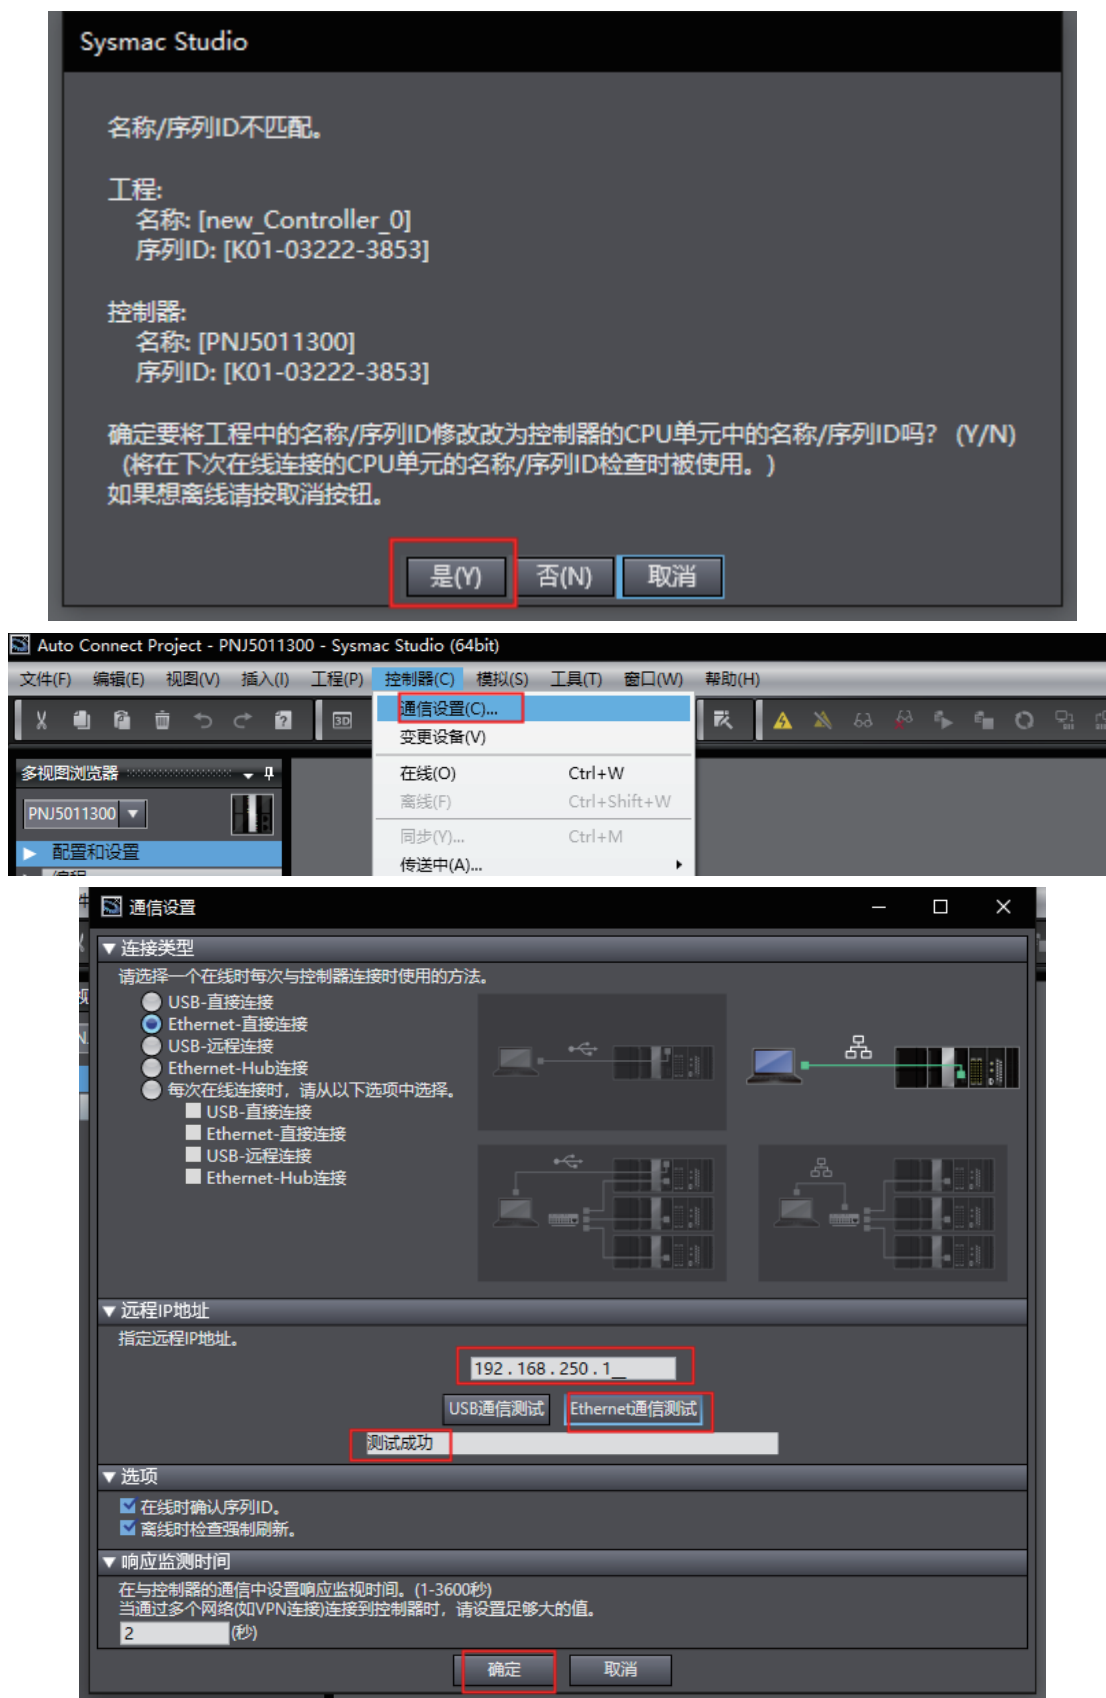 Sysmac Studio
名称/序列ID不匹配。
工程:
名称: [new_Controller_0]
序列ID: [K01-03222-3853]
控制器:
名称: [PNJ5011300]
序列ID: [K01-03222-3853]
确定要将工程中的名称/序列ID修改改为控制器的CPU单元中的名称/序列ID吗? (Y/N)
(将在下次在线连接的CPU单元的名称/序列ID检查时被使用。)
如果想离线请按取消按钮。
是(Y) 否(N) 取消
Auto Connect Project - PNJ5011300 - Sysmac Studio (64bit)
文件(F) 编辑(E) 视图(V) 插入(I) 工程(P) 控制器(C) 模拟(S) 工具(T) 窗口(W) 帮助(H)
3D
通信设置(C)...
变更设备(V)
多视图浏览器
在线(O) Ctrl+W
离线(F) Ctrl+Shift+W
PNJ5011300
同步(Y)... Ctrl+M
配置和设置
传送中(A)...
编程
通信设置
▼连接类型
请选择一个在线时每次与控制器连接时使用的方法。
USB-直接连接
Ethernet-直接连接
USB-远程连接
Ethernet-Hub连接
每次在线连接时，请从以下选项中选择。
USB-直接连接
Ethernet-直接连接
USB-远程连接
Ethernet-Hub连接
▼远程IP地址
指定远程IP地址。
192.168.250.1_
USB通信测试 Ethernet通信测试
测试成功
▼选项
在线时确认序列ID。
离线时检查强制刷新。
▼响应监测时间
在与控制器的通信中设置响应监视时间。(1-3600秒)
当通过多个网络(如VPN连接)连接到控制器时，请设置足够大的值。
2 (秒)
确定 取消